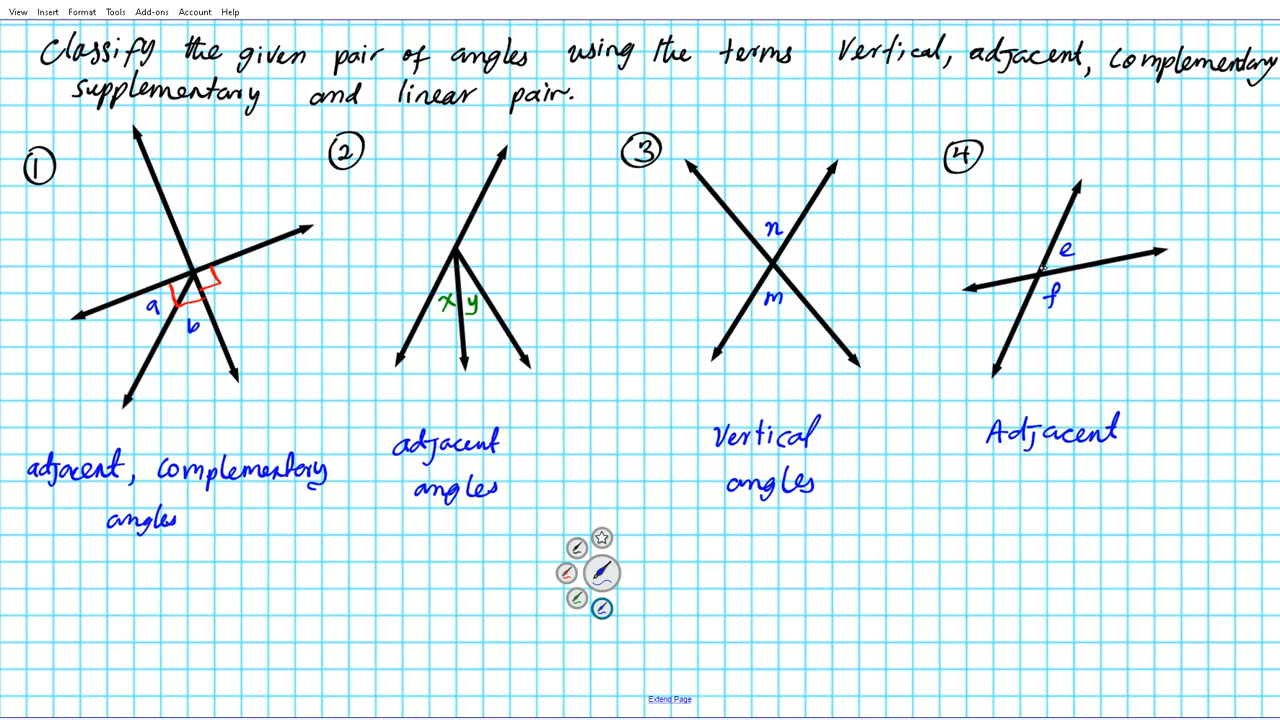 View Insert Format Tools Add-ons Account Help
Classify the given pair of angles using the terms Vertical, adjacent, complementary
supplementary and linear pair.
1
2
3
4
n
e
a
b
x y
m
f
adjacent, complementary
angles
adjacent
angles
Vertical
angles
Adjacent
Extend Page